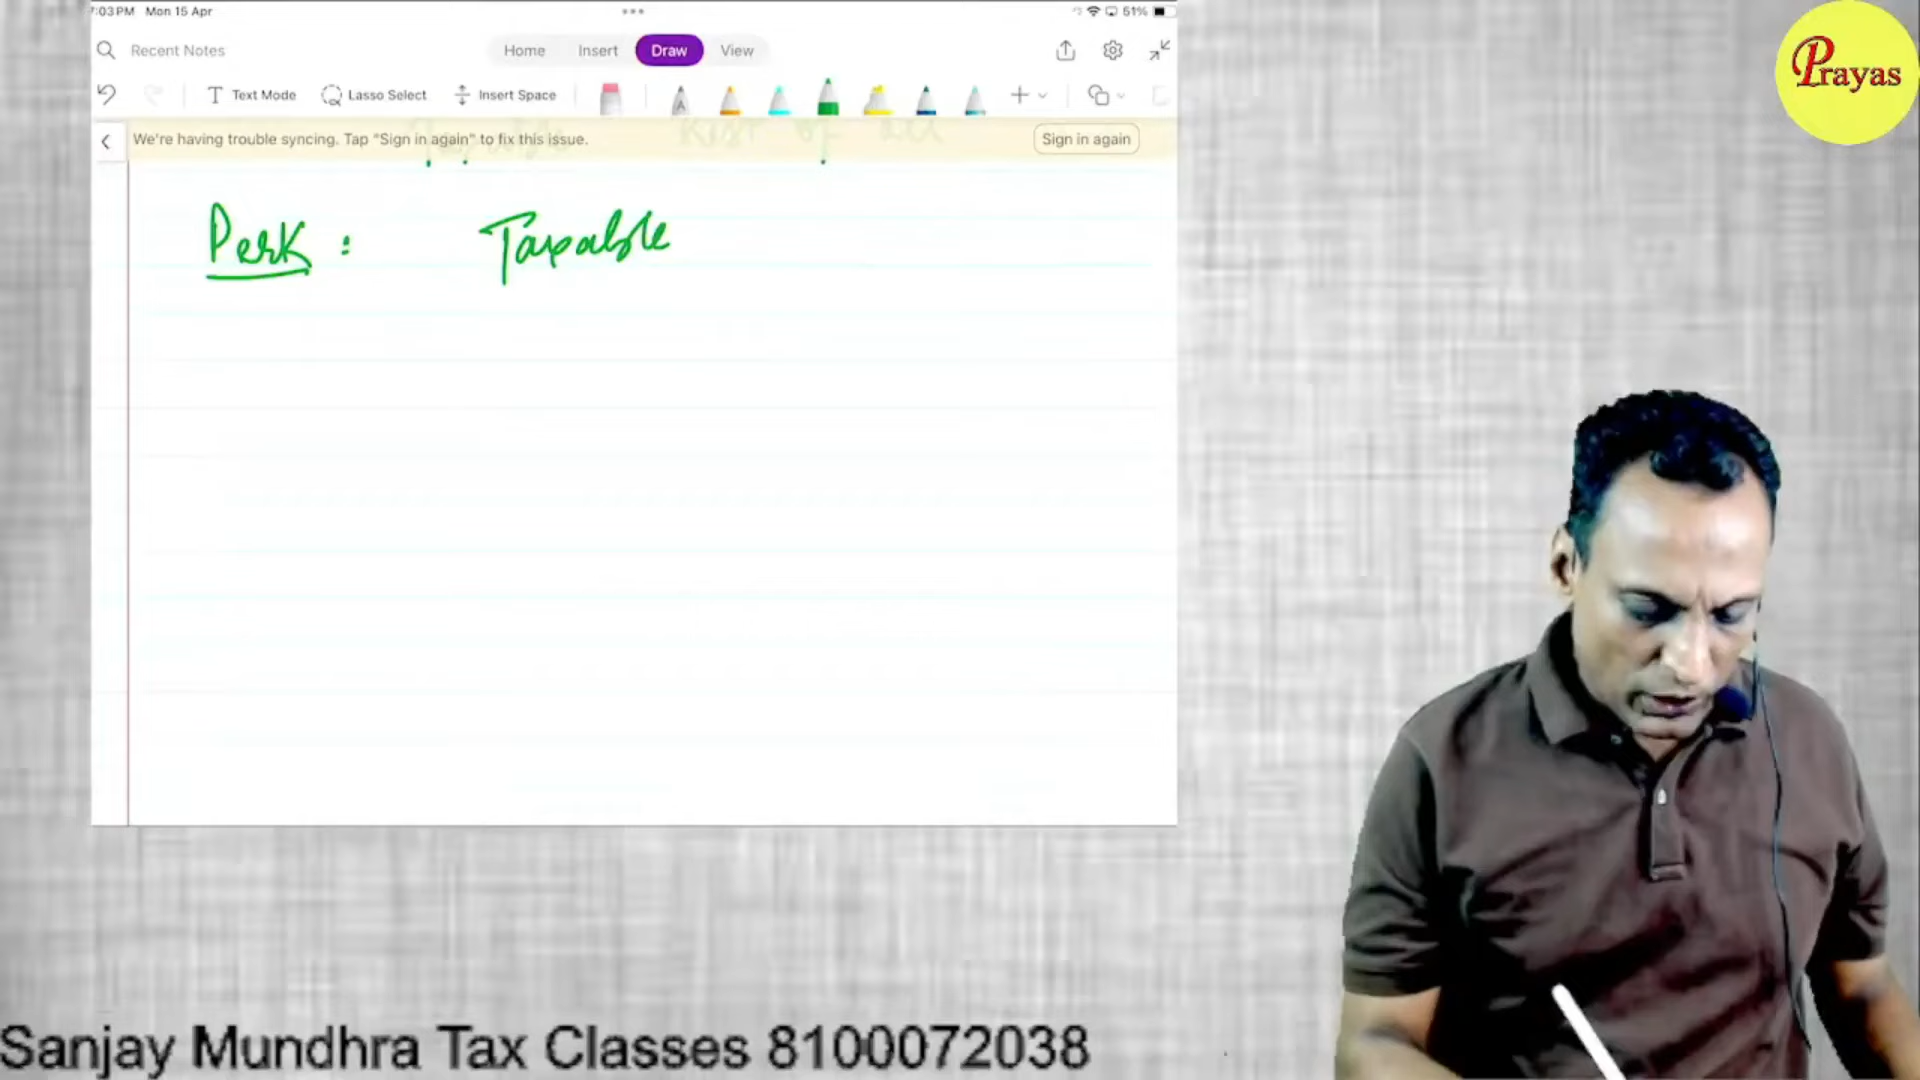 7:03PM Mon 15 Apr
51%
Recent Notes
Home Insert Draw View
Text Mode Lasso Select Insert Space
We're having trouble syncing. Tap "Sign in again" to fix this issue. Sign in again
Perk : Taxable
Prayas
Sanjay Mundhra Tax Classes 8100072038